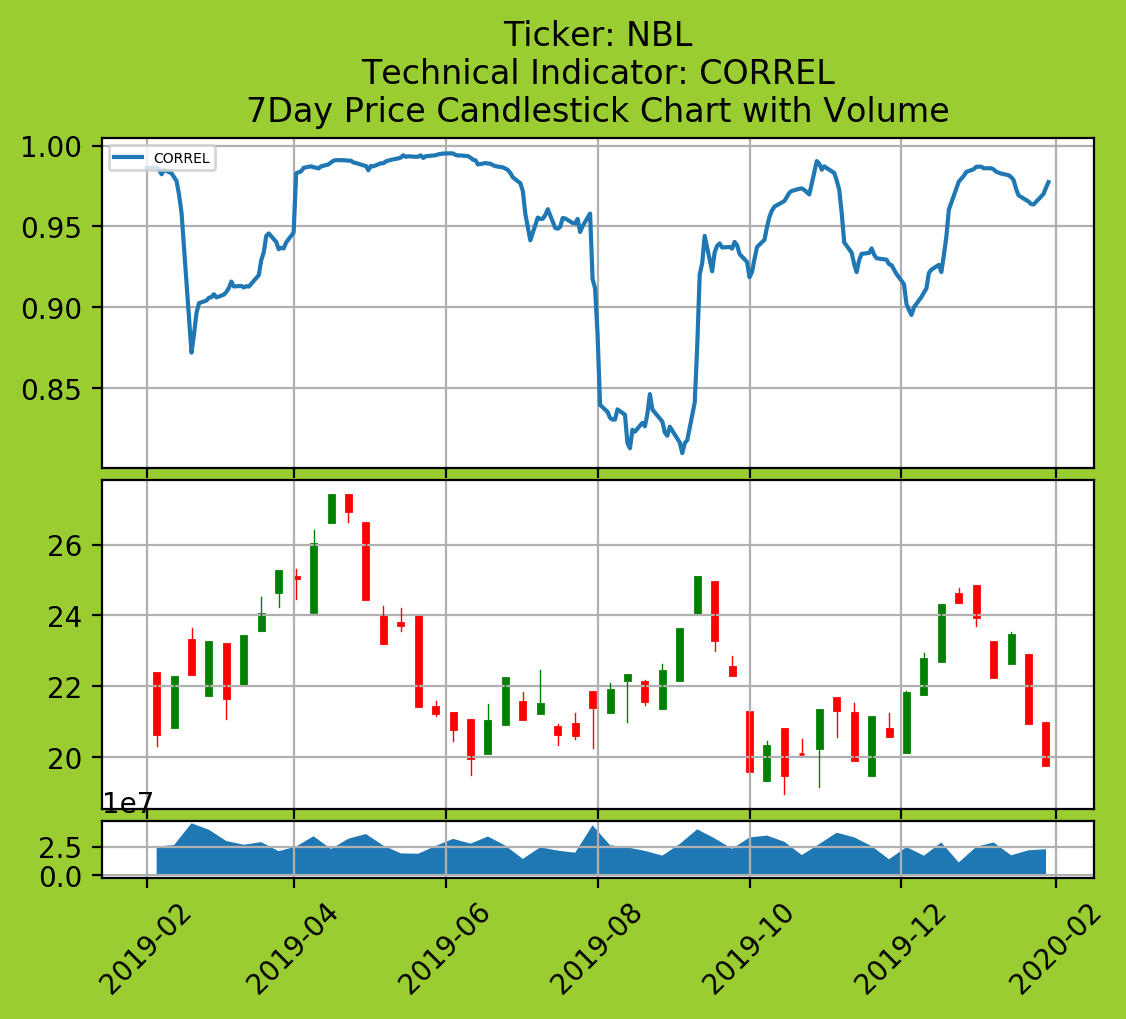 Ticker: NBL
Technical Indicator: CORREL
7Day Price Candlestick Chart with Volume
1.00
CORREL
0.95
0.90
0.85
26
24
22
20
1e7
2.5
0.0
2019-02 2019-04 2019-06 2019-08 2019-10 2019-12 2020-02